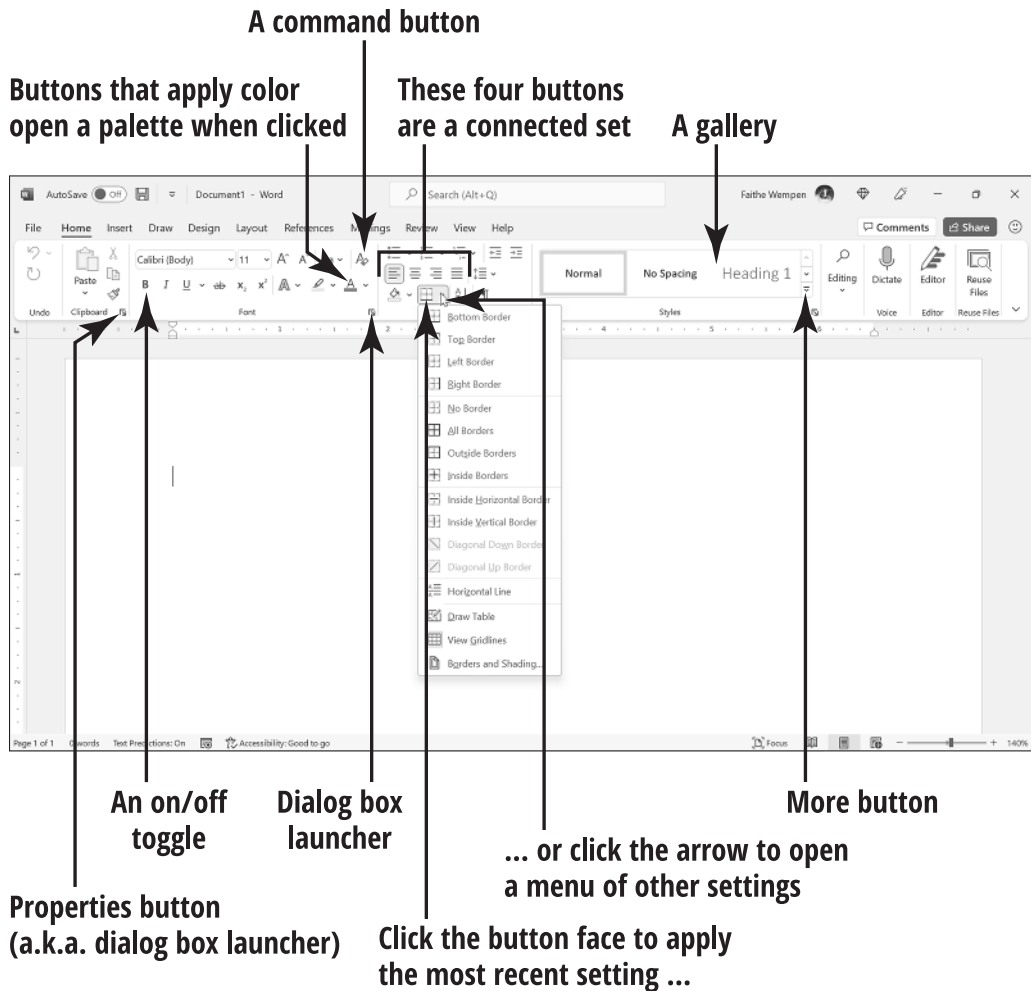 A command button
Buttons that apply color
open a palette when clicked
These four buttons
are a connected set
A gallery
AutoSave Off Document1 - Word Search (Alt+Q) Faithe Wempen
File Home Insert Draw Design Layout References Review View Help Comments Share
Calibri (Body) 11
Paste
Normal No Spacing Heading 1
Editing Dictate Editor Reuse
Files
Undo Clipboard Font Styles Voice Editor Reuse Files
Bottom Border
Top Border
Left Border
Right Border
No Border
All Borders
Outside Borders
Inside Borders
Inside Horizontal Border
Inside Vertical Border
Diagonal Down Border
Diagonal Up Border
Horizontal Line
Draw Table
View Gridlines
Borders and Shading...
Page 1 of 1 0 words Text Predictions: On Accessibility: Good to go Focus 140%
An on/off
toggle
Dialog box
launcher
More button
... or click the arrow to open
a menu of other settings
Properties button
(a.k.a. dialog box launcher)
Click the button face to apply
the most recent setting ...